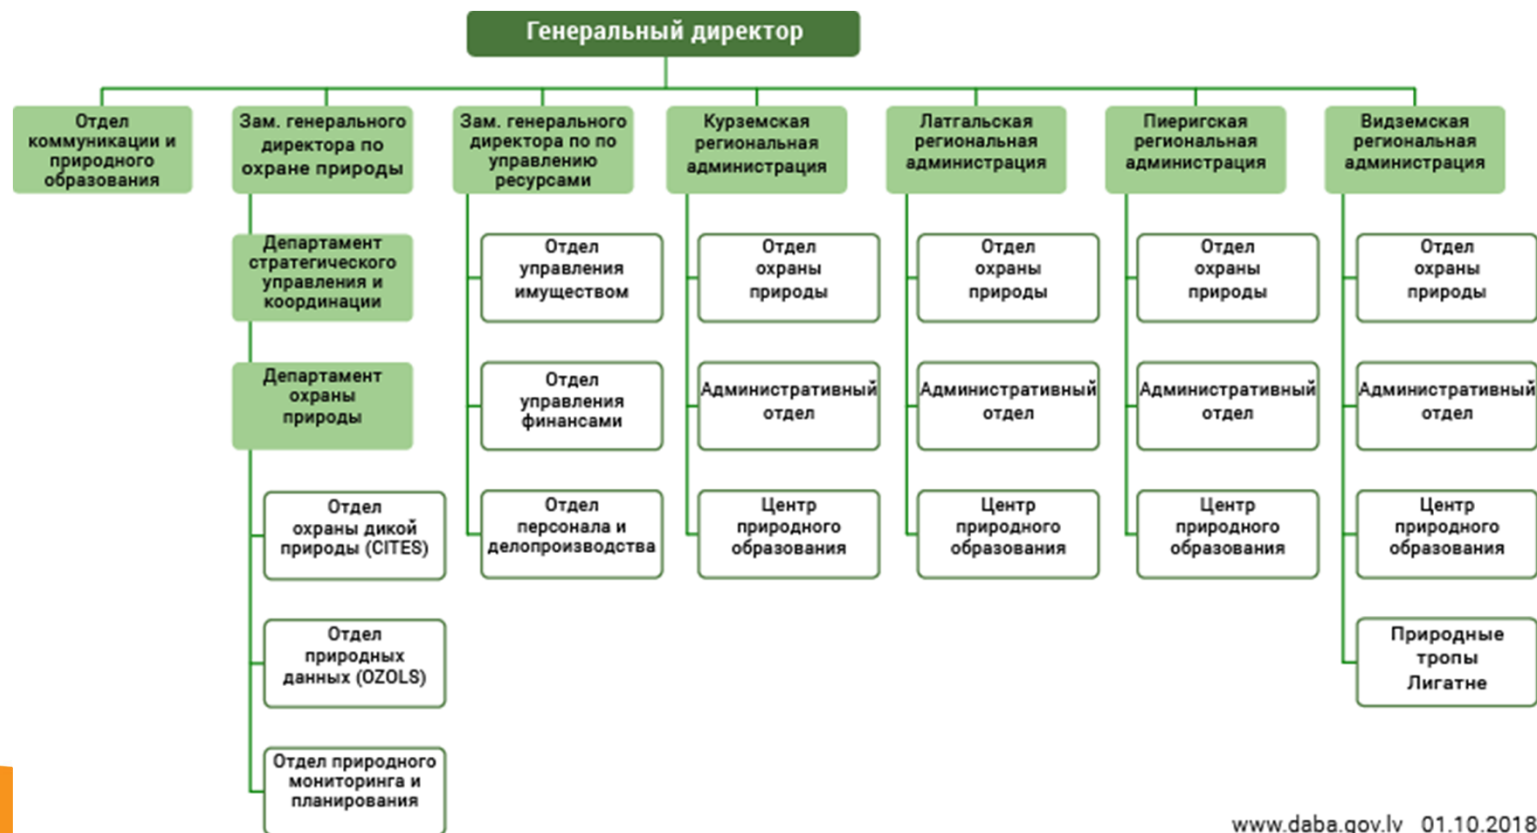 Генеральный директор
Отдел
коммуникации и
природного
образования
Зам. генерального
директора по
охране природы
Зам. генерального
директора по по
управлению
ресурсами
Курземская
региональная
администрация
Латгальская
региональная
администрация
Пиеригская
региональная
администрация
Видземская
региональная
администрация
Департамент
стратегического
управления и
координации
Департамент
охраны
природы
Отдел
охраны дикой
природы (CITES)
Отдел
природных
данных (OZOLS)
Отдел природного
мониторинга и
планирования
Отдел
управления
имуществом
Отдел
управления
финансами
Отдел
персонала и
делопроизводства
Отдел
охраны
природы
Административный
отдел
Центр
природного
образования
Отдел
охраны
природы
Административный
отдел
Центр
природного
образования
Отдел
охраны
природы
Административный
отдел
Центр
природного
образования
Отдел
охраны
природы
Административный
отдел
Центр
природного
образования
Природные
тропы
Лигатне
www.daba.gov.lv 01.10.2018